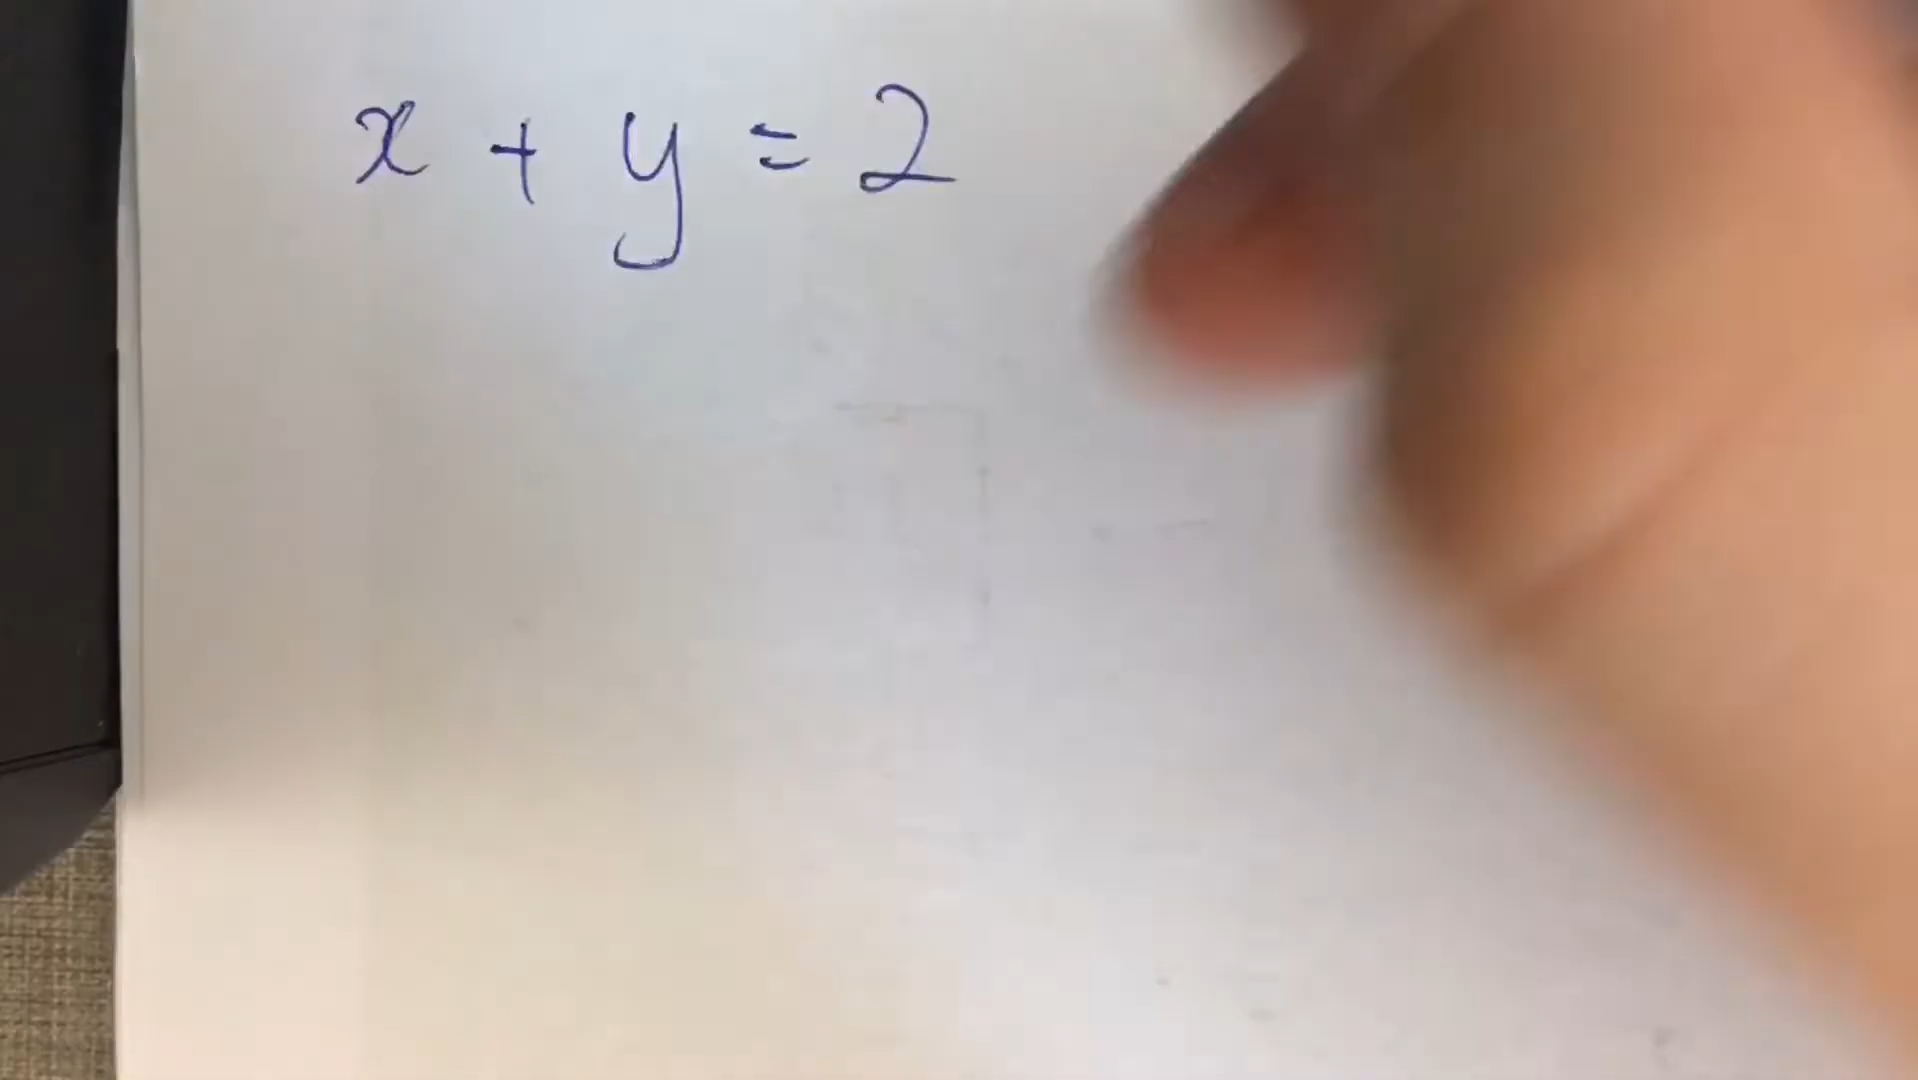 x + y = 2